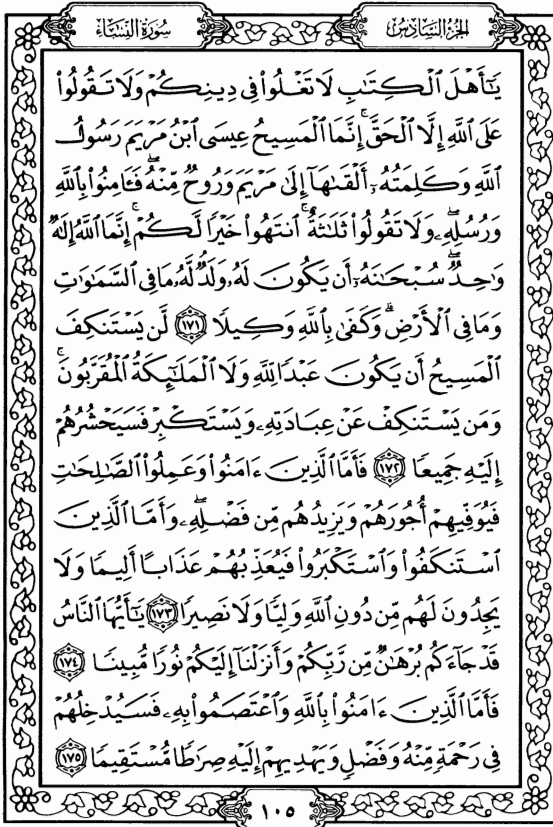 الجزء السادس سورة النساء
يَـٰٓأَهۡلَ ٱلۡكِتَـٰبِ لَا تَغۡلُوا۟ فِى دِينِكُمۡ وَلَا تَقُولُوا۟
عَلَى ٱللَّهِ إِلَّا ٱلۡحَقَّۚ إِنَّمَا ٱلۡمَسِيحُ عِيسَى ٱبۡنُ مَرۡيَمَ رَسُولُ
ٱللَّهِ وَكَلِمَتُهُۥٓ أَلۡقَىٰهَآ إِلَىٰ مَرۡيَمَ وَرُوحٌ مِّنۡهُۖ فَـَٔامِنُوا۟ بِٱللَّهِ
وَرُسُلِهِۦۖ وَلَا تَقُولُوا۟ ثَلَـٰثَةٌۚ ٱنتَهُوا۟ خَيۡرًا لَّكُمۡۚ إِنَّمَا ٱللَّهُ إِلَـٰهٌ
وَٰحِدٌۖ سُبۡحَـٰنَهُۥٓ أَن يَكُونَ لَهُۥ وَلَدٌۘ لَّهُۥ مَا فِى ٱلسَّمَـٰوَٰتِ
وَمَا فِى ٱلۡأَرۡضِۗ وَكَفَىٰ بِٱللَّهِ وَكِيلًا ١٧١ لَّن يَسۡتَنكِفَ
ٱلۡمَسِيحُ أَن يَكُونَ عَبۡدًا لِّلَّهِ وَلَا ٱلۡمَلَـٰٓئِكَةُ ٱلۡمُقَرَّبُونَۚ
وَمَن يَسۡتَنكِفۡ عَنۡ عِبَادَتِهِۦ وَيَسۡتَكۡبِرۡ فَسَيَحۡشُرُهُمۡ
إِلَيۡهِ جَمِيعًا ١٧٢ فَأَمَّا ٱلَّذِينَ ءَامَنُوا۟ وَعَمِلُوا۟ ٱلصَّـٰلِحَـٰتِ
فَيُوَفِّيهِمۡ أُجُورَهُمۡ وَيَزِيدُهُم مِّن فَضۡلِهِۦۖ وَأَمَّا ٱلَّذِينَ
ٱسۡتَنكَفُوا۟ وَٱسۡتَكۡبَرُوا۟ فَيُعَذِّبُهُمۡ عَذَابًا أَلِيمًا وَلَا
يَجِدُونَ لَهُم مِّن دُونِ ٱللَّهِ وَلِيًّا وَلَا نَصِيرًا ١٧٣ يَـٰٓأَيُّهَا ٱلنَّاسُ
قَدۡ جَآءَكُم بُرۡهَـٰنٌ مِّن رَّبِّكُمۡ وَأَنزَلۡنَآ إِلَيۡكُمۡ نُورًا مُّبِينًا ١٧٤
فَأَمَّا ٱلَّذِينَ ءَامَنُوا۟ بِٱللَّهِ وَٱعۡتَصَمُوا۟ بِهِۦ فَسَيُدۡخِلُهُمۡ
فِى رَحۡمَةٍ مِّنۡهُ وَفَضۡلٍ وَيَهۡدِيهِمۡ إِلَيۡهِ صِرَٰطًا مُّسۡتَقِيمًا ١٧٥
١٠٥